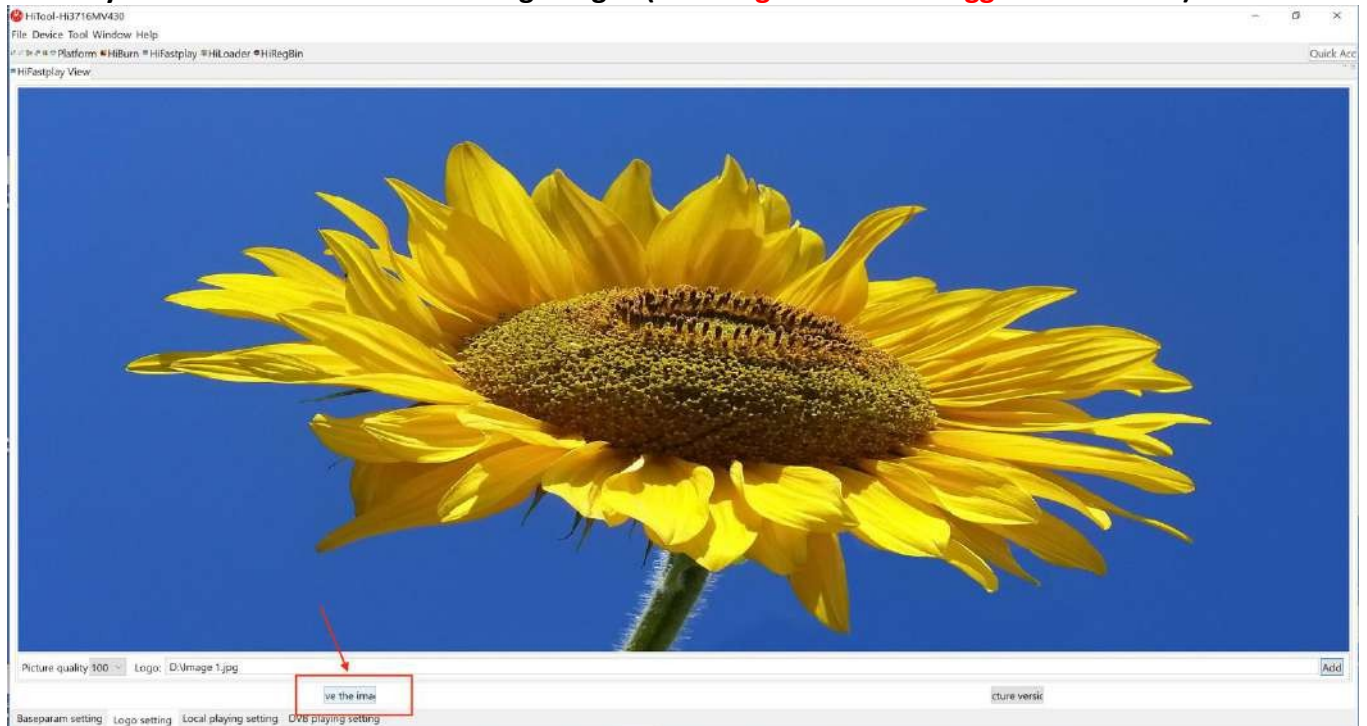 HiTool-Hi3716MV430
File Device Tool Window Help
Platform HiBurn HiFastplay HiLoader HiRegBin
Quick Acc
HiFastplay View
Picture quality 100 Logo: D:\Image 1.jpg
Add
ve the ima
cture versic
Baseparam setting Logo setting Local playing setting DVB playing setting